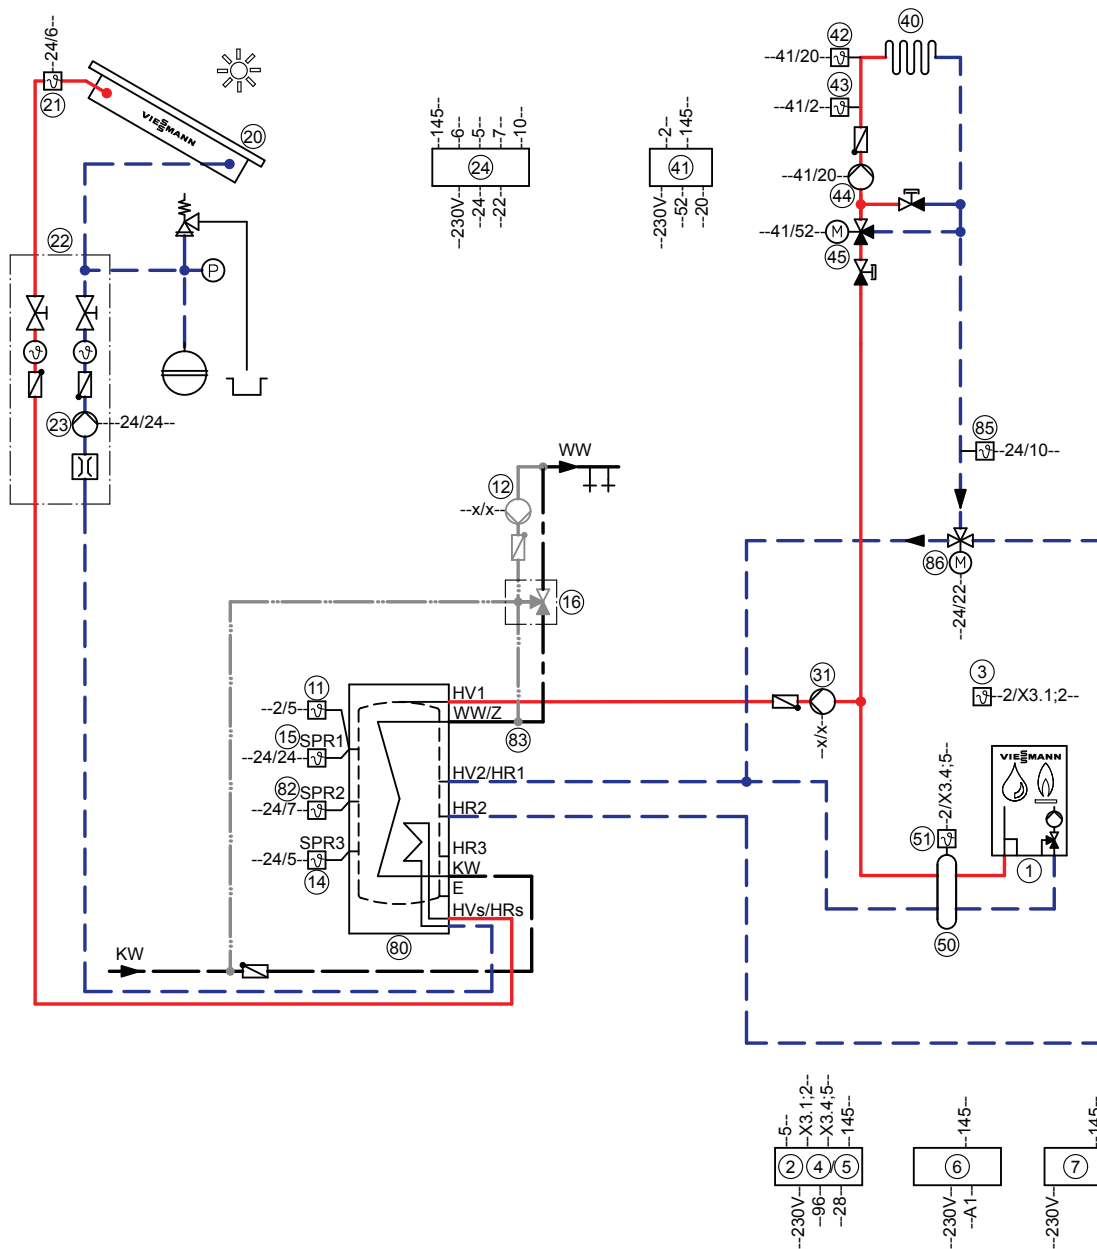 --24/6--
21
VIESSMANN
20
22
P
23
----24/24--
--145--
--6--
--5--
--7--
--10--
24
--230V--
--24--
--22--
--2--
--145--
41
--230V--
--52--
--20--
40
42
--41/20--
43
--41/2--
--41/20--
44
--41/52--
M
45
85
--24/10--
86
M
--24/22--
3
--2/X3.1;2--
WW
12
--x/x--
16
11
--2/5--
15
SPR1
--24/24--
82
SPR2
--24/7--
SPR3
--24/5--
14
HV1
WW/Z
83
HV2/HR1
HR2
HR3
KW
E
HVs/HRs
80
KW
31
--x/x--
--2/X3.4;5--
51
50
VIESSMANN
1
--5--
--X3.1;2--
--X3.4;5--
--145--
2 4 / 5
--230V--
--96--
--28--
--145--
6
--230V--
--A1--
--145--
7
--230V--